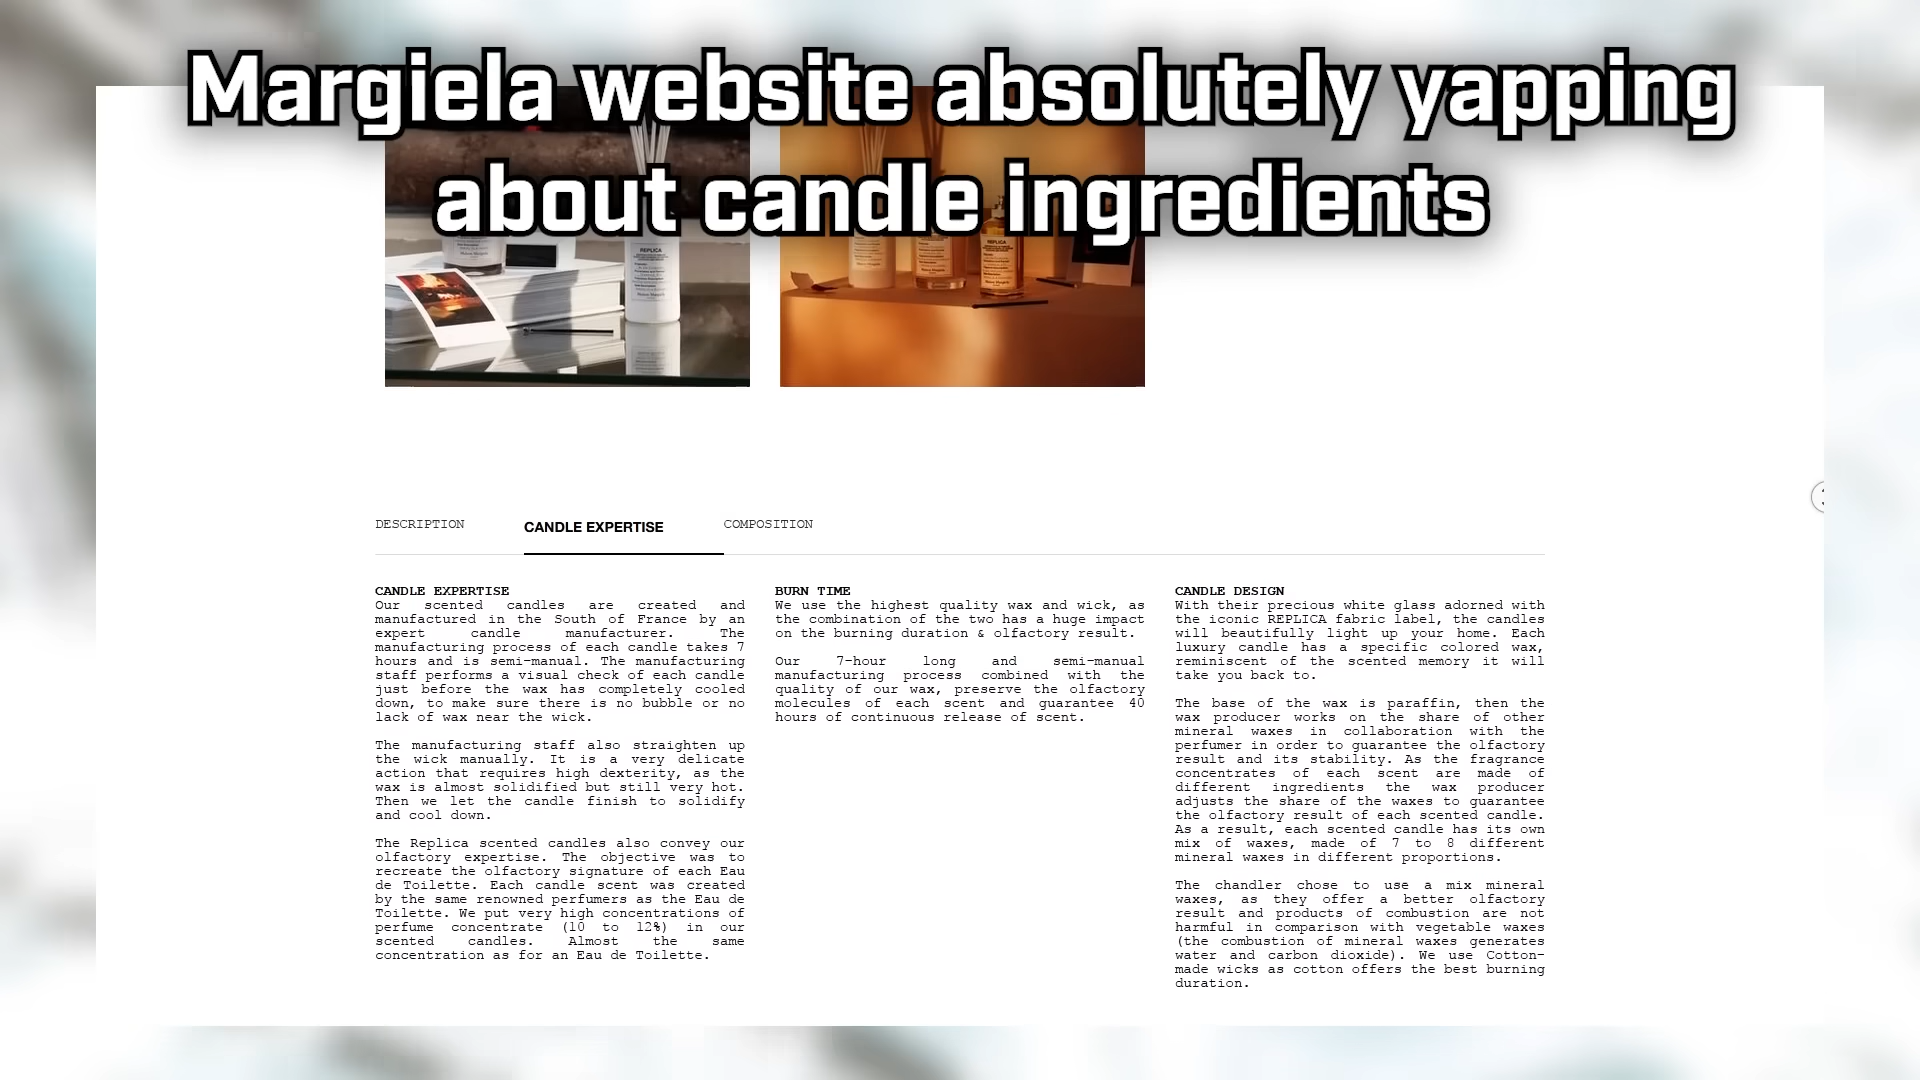 Margiela website absolutely yapping
about candle ingredients
REPLICA
REPLICA
DESCRIPTION
CANDLE EXPERTISE
COMPOSITION
CANDLE EXPERTISE
Our scented candles are created and
manufactured in the South of France by an
expert candle manufacturer. The
manufacturing process of each candle takes 7
hours and is semi-manual. The manufacturing
staff performs a visual check of each candle
just before the wax has completely cooled
down, to make sure there is no bubble or no
lack of wax near the wick.
The manufacturing staff also straighten up
the wick manually. It is a very delicate
action that requires high dexterity, as the
wax is almost solidified but still very hot.
Then we let the candle finish to solidify
and cool down.
The Replica scented candles also convey our
olfactory expertise. The objective was to
recreate the olfactory signature of each Eau
de Toilette. Each candle scent was created
by the same renowned perfumers as the Eau de
Toilette. We put very high concentrations of
perfume concentrate (10 to 12%) in our
scented candles. Almost the same
concentration as for an Eau de Toilette.
BURN TIME
We use the highest quality wax and wick, as
the combination of the two has a huge impact
on the burning duration & olfactory result.
Our 7-hour long and semi-manual
manufacturing process combined with the
quality of our wax, preserve the olfactory
molecules of each scent and guarantee 40
hours of continuous release of scent.
CANDLE DESIGN
With their precious white glass adorned with
the iconic REPLICA fabric label, the candles
will beautifully light up your home. Each
luxury candle has a specific colored wax,
reminiscent of the scented memory it will
take you back to.
The base of the wax is paraffin, then the
wax producer works on the share of other
mineral waxes in collaboration with the
perfumer in order to guarantee the olfactory
result and its stability. As the fragrance
concentrates of each scent are made of
different ingredients the wax producer
adjusts the share of the waxes to guarantee
the olfactory result of each scented candle.
As a result, each scented candle has its own
mix of waxes, made of 7 to 8 different
mineral waxes in different proportions.
The chandler chose to use a mix mineral
waxes, as they offer a better olfactory
result and products of combustion are not
harmful in comparison with vegetable waxes
(the combustion of mineral waxes generates
water and carbon dioxide). We use Cotton-
made wicks as cotton offers the best burning
duration.